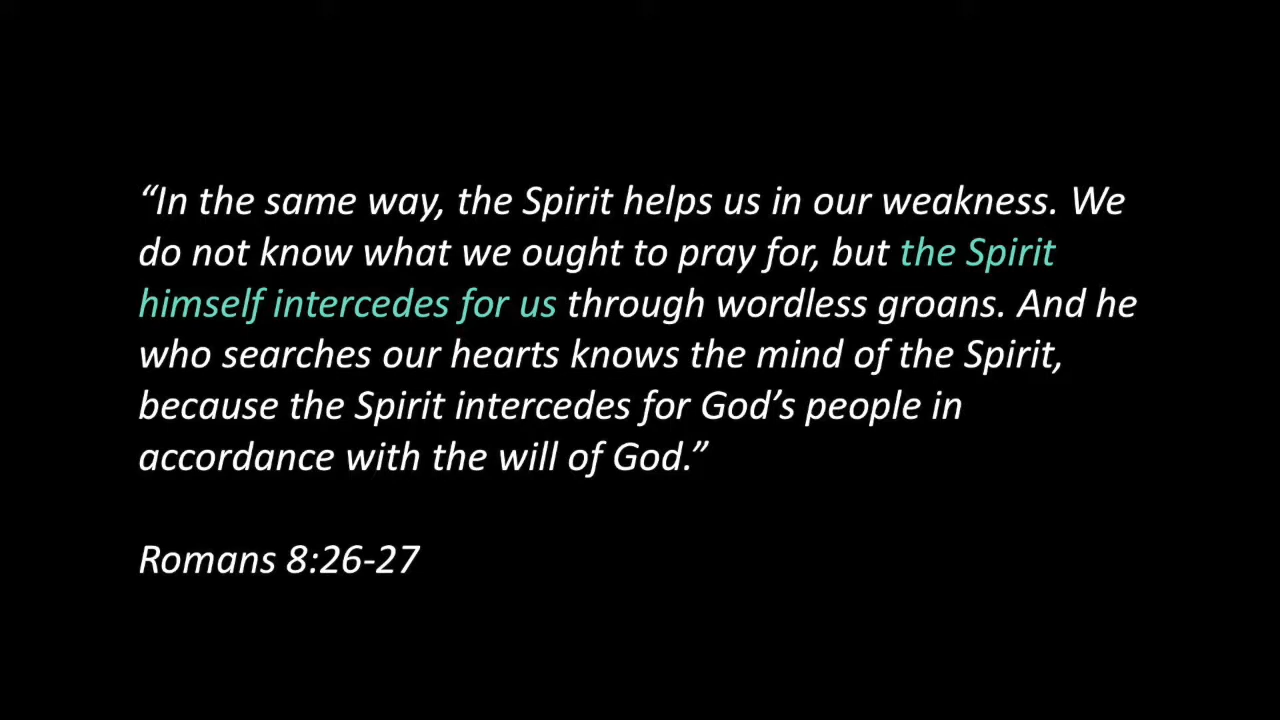 “In the same way, the Spirit helps us in our weakness. We
do not know what we ought to pray for, but the Spirit
himself intercedes for us through wordless groans. And he
who searches our hearts knows the mind of the Spirit,
because the Spirit intercedes for God’s people in
accordance with the will of God.”
Romans 8:26-27